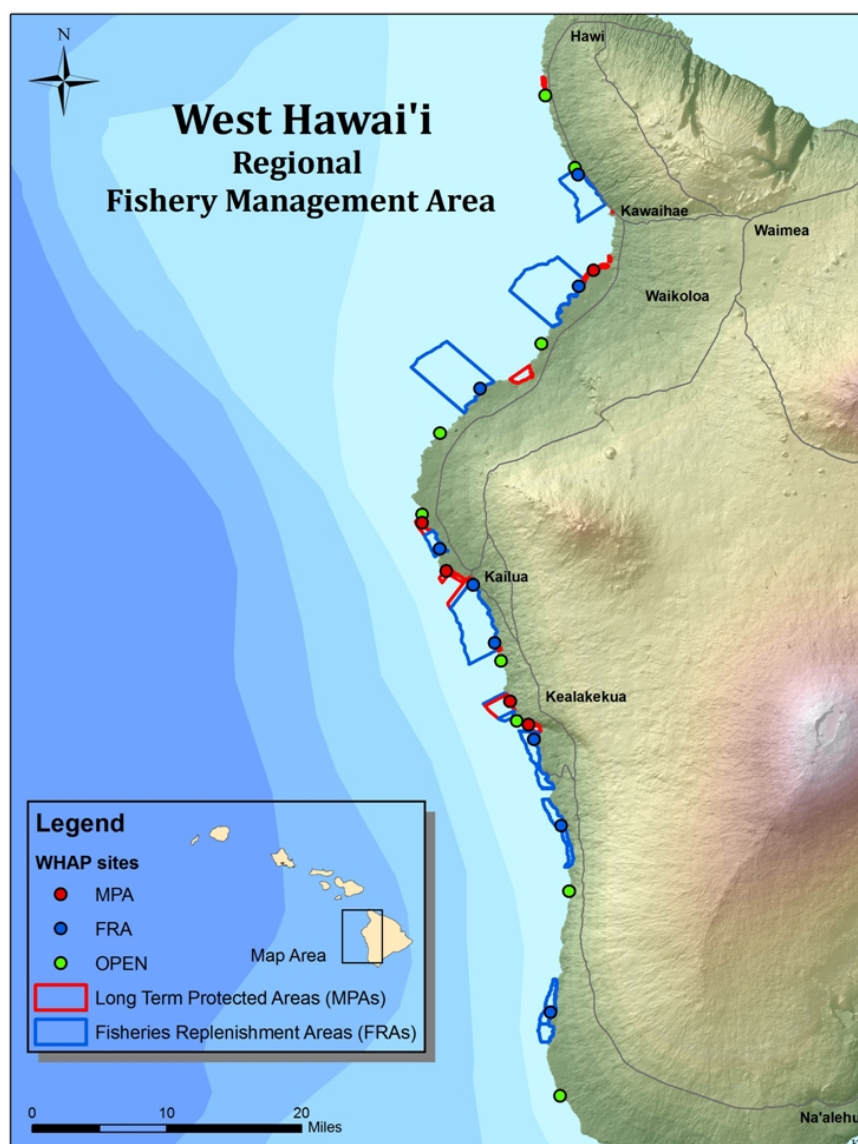 N
West Hawai'i
Regional
Fishery Management Area
Hawi
Kawaihae
Waimea
Waikoloa
Kailua
Kealakekua
Legend
WHAP sites
MPA
FRA
OPEN
Map Area
Long Term Protected Areas (MPAs)
Fisheries Replenishment Areas (FRAs)
0 10 20
Miles
Na'alehu